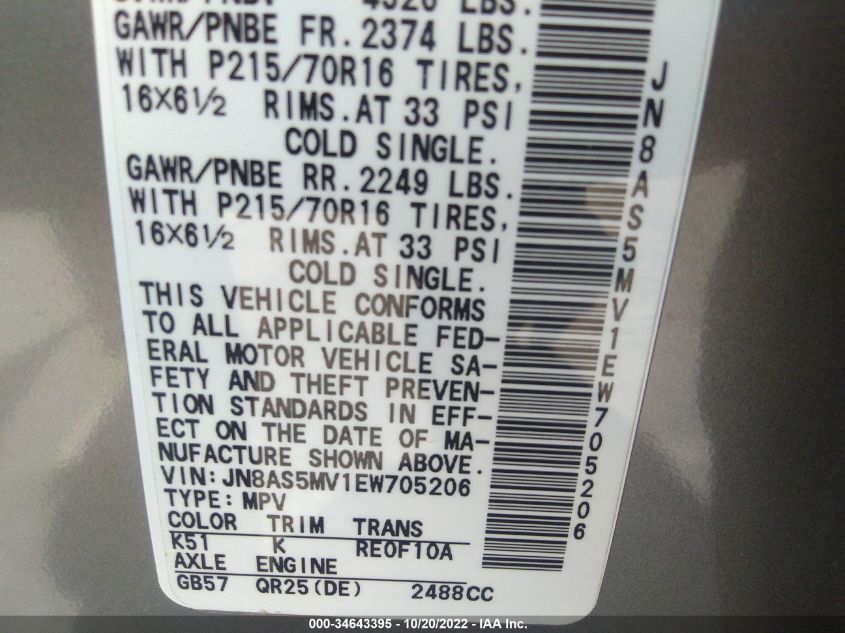 4526 LBS.
GAWR/PNBE FR. 2374 LBS.
WITH P215/70R16 TIRES,
16X6½ RIMS. AT 33 PSI
COLD SINGLE.
GAWR/PNBE RR. 2249 LBS.
WITH P215/70R16 TIRES,
16X6½ RIMS. AT 33 PSI
COLD SINGLE.
THIS VEHICLE CONFORMS
TO ALL APPLICABLE FED-
ERAL MOTOR VEHICLE SA-
FETY AND THEFT PREVEN-
TION STANDARDS IN EFF-
ECT ON THE DATE OF MA-
NUFACTURE SHOWN ABOVE.
VIN: JN8AS5MV1EW705206
TYPE: MPV
COLOR TRIM TRANS
K51 K RE0F10A
AXLE ENGINE
GB57 QR25(DE) 2488CC
JN8AS5MV1EW705206
000-34643395 - 10/20/2022 - IAA Inc.